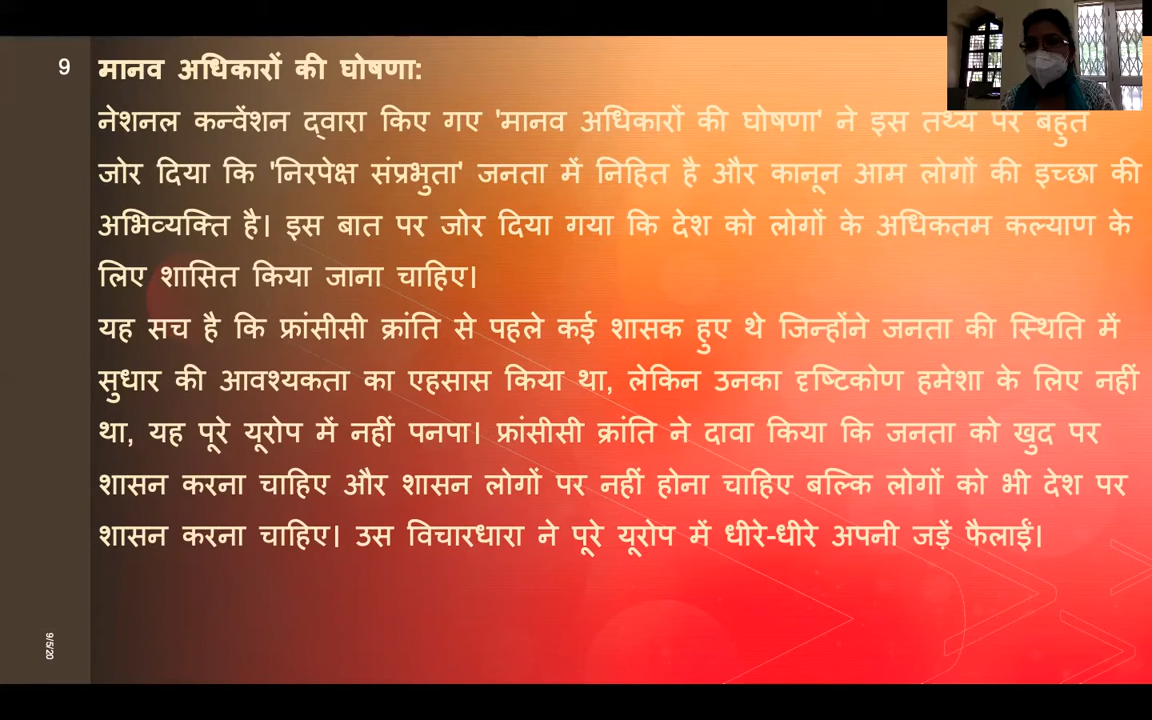 9
मानव अधिकारों की घोषणा:
नेशनल कन्वेंशन द्वारा किए गए 'मानव अधिकारों की घोषणा' ने इस तथ्य पर बहुत
जोर दिया कि 'निरपेक्ष संप्रभुता' जनता में निहित है और कानून आम लोगों की इच्छा की
अभिव्यक्ति है। इस बात पर जोर दिया गया कि देश को लोगों के अधिकतम कल्याण के
लिए शासित किया जाना चाहिए।
यह सच है कि फ्रांसीसी क्रांति से पहले कई शासक हुए थे जिन्होंने जनता की स्थिति में
सुधार की आवश्यकता का एहसास किया था, लेकिन उनका दृष्टिकोण हमेशा के लिए नहीं
था, यह पूरे यूरोप में नहीं पनपा। फ्रांसीसी क्रांति ने दावा किया कि जनता को खुद पर
शासन करना चाहिए और शासन लोगों पर नहीं होना चाहिए बल्कि लोगों को भी देश पर
शासन करना चाहिए। उस विचारधारा ने पूरे यूरोप में धीरे-धीरे अपनी जड़ें फैलाईं।
9/5/20